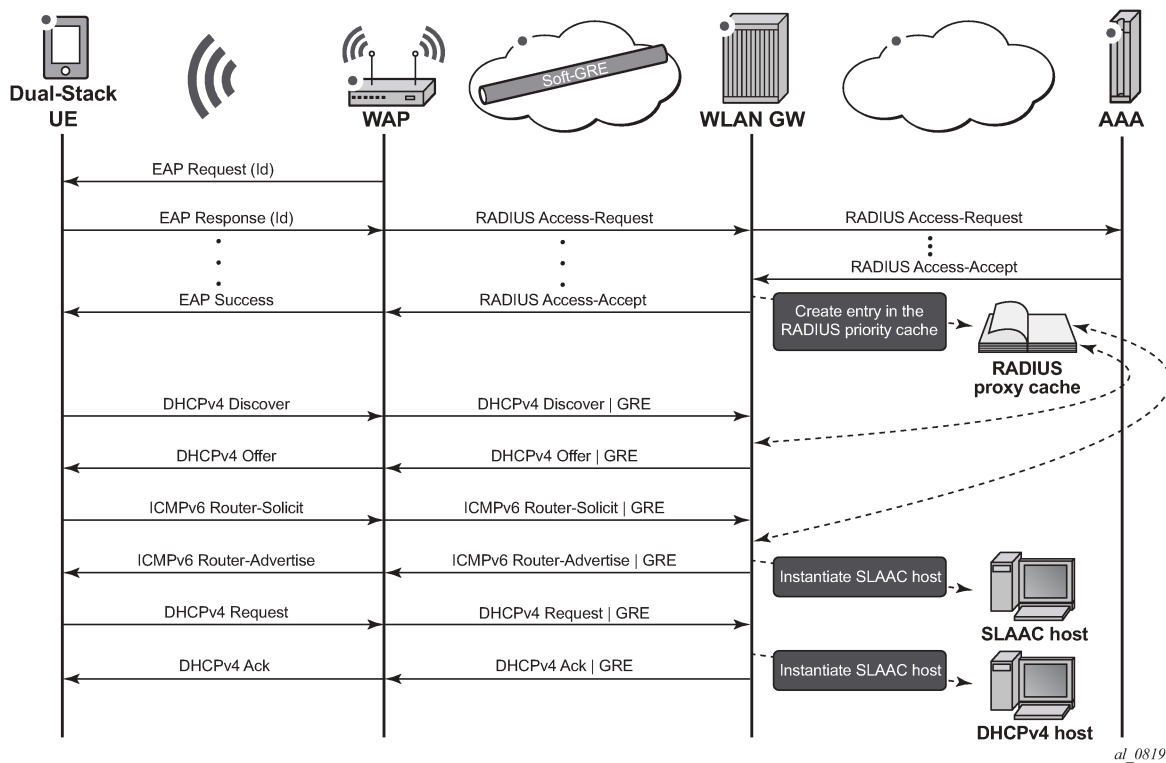 Soft-GRE
Dual-Stack
UE
WAP
WLAN GW
AAA
EAP Request (Id)
EAP Response (Id)
RADIUS Access-Request
RADIUS Access-Request
RADIUS Access-Accept
EAP Success
RADIUS Access-Accept
Create entry in the
RADIUS priority cache
RADIUS
proxy cache
DHCPv4 Discover
DHCPv4 Discover | GRE
DHCPv4 Offer
DHCPv4 Offer | GRE
ICMPv6 Router-Solicit
ICMPv6 Router-Solicit | GRE
ICMPv6 Router-Advertise
ICMPv6 Router-Advertise | GRE
Instantiate SLAAC host
SLAAC host
DHCPv4 Request
DHCPv4 Request | GRE
DHCPv4 Ack
DHCPv4 Ack | GRE
Instantiate SLAAC host
DHCPv4 host
al_0819